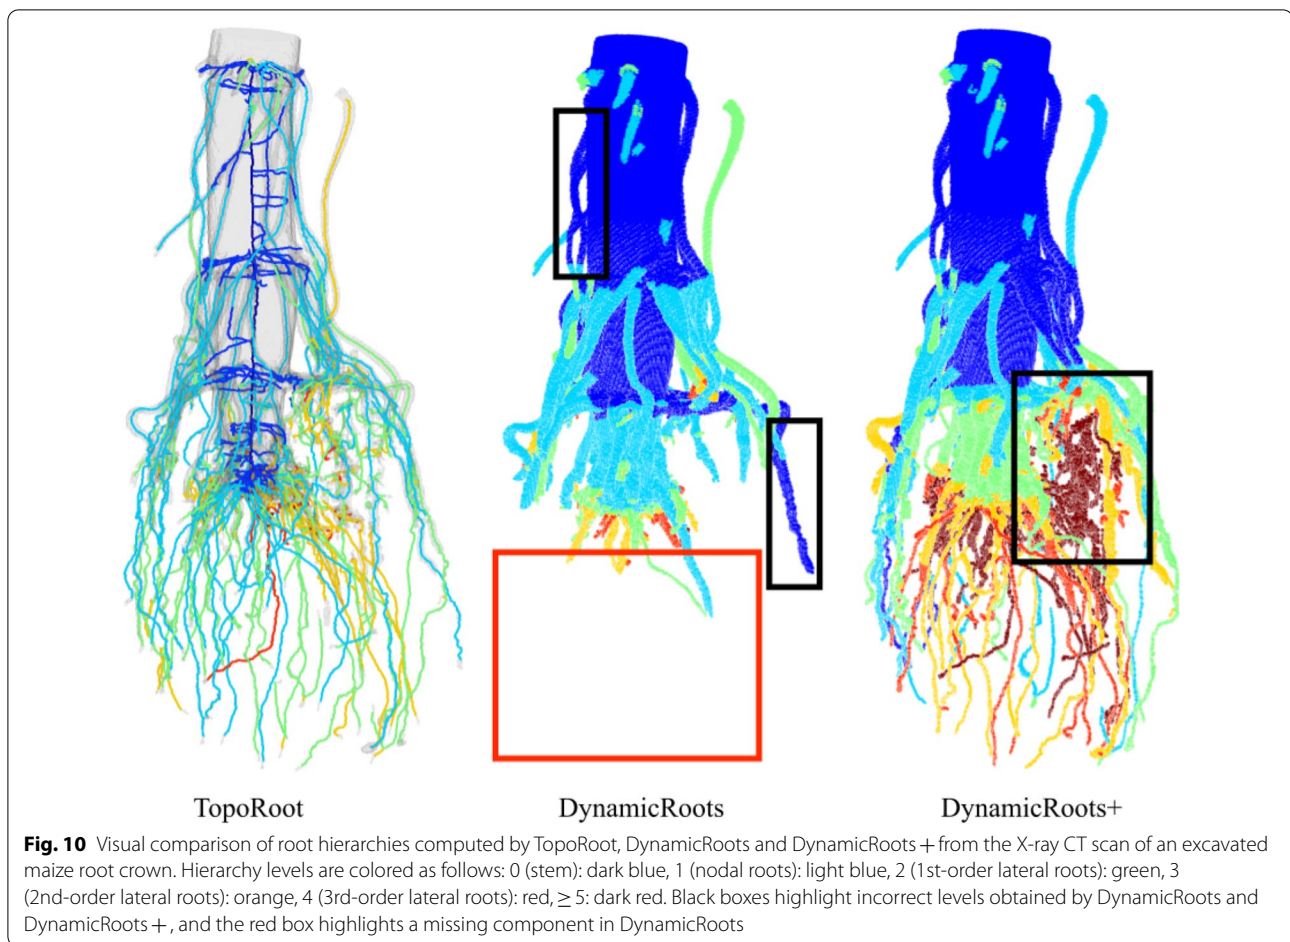 TopoRoot DynamicRoots DynamicRoots+
Fig. 10 Visual comparison of root hierarchies computed by TopoRoot, DynamicRoots and DynamicRoots + from the X-ray CT scan of an excavated
maize root crown. Hierarchy levels are colored as follows: 0 (stem): dark blue, 1 (nodal roots): light blue, 2 (1st-order lateral roots): green, 3
(2nd-order lateral roots): orange, 4 (3rd-order lateral roots): red, ≥ 5: dark red. Black boxes highlight incorrect levels obtained by DynamicRoots and
DynamicRoots +, and the red box highlights a missing component in DynamicRoots